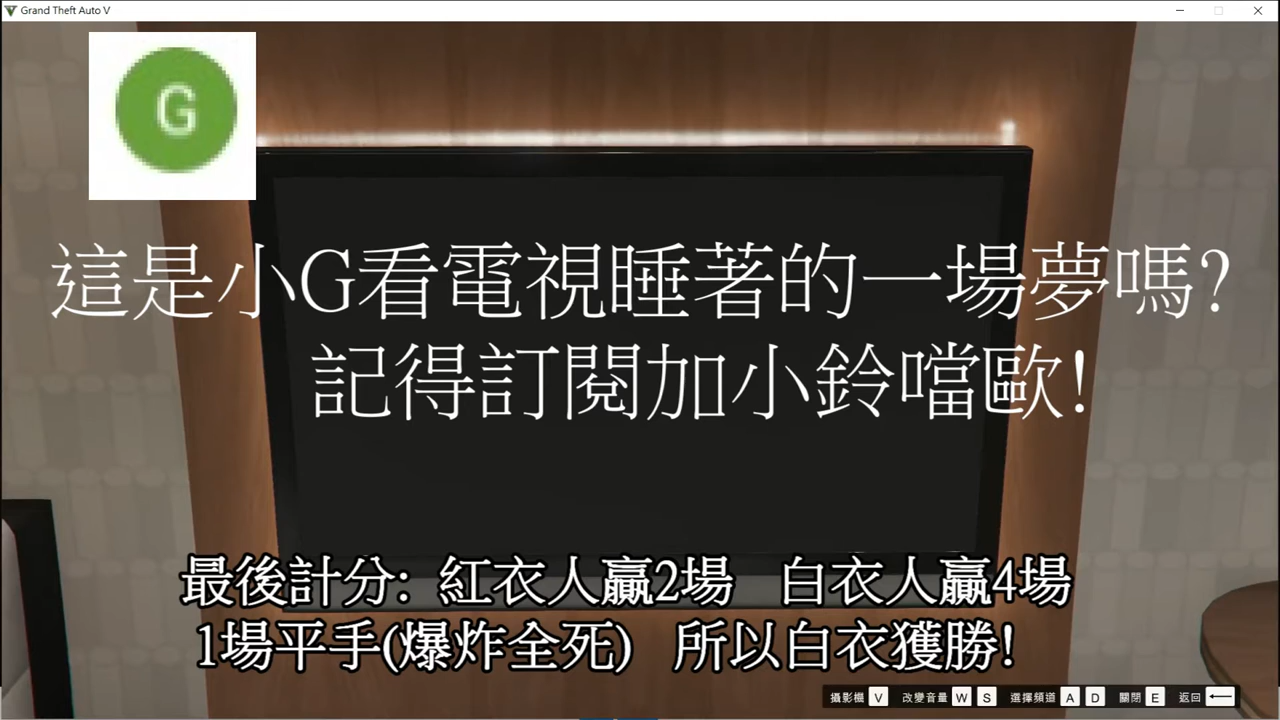 Grand Theft Auto V
G
這是小G看電視睡著的一場夢嗎?
記得訂閱加小鈴噹歐!
最後計分: 紅衣人贏2場 白衣人贏4場
1場平手(爆炸全死) 所以白衣獲勝!
攝影機 V 改變音量 W S 選擇頻道 A D 關閉 E 返回 ←